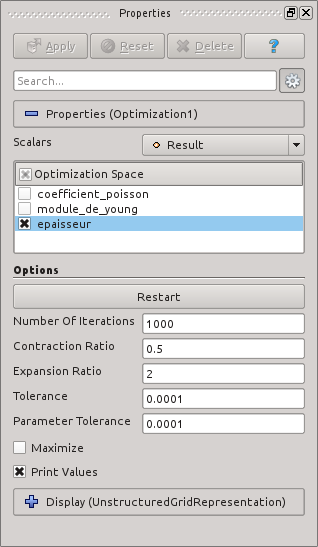 Properties
Apply Reset Delete ?
Search...
Properties (Optimization1)
Scalars Result
Optimization Space
coefficient_poisson
module_de_young
epaisseur
Options
Restart
Number Of Iterations 1000
Contraction Ratio 0.5
Expansion Ratio 2
Tolerance 0.0001
Parameter Tolerance 0.0001
Maximize
Print Values
Display (UnstructuredGridRepresentation)